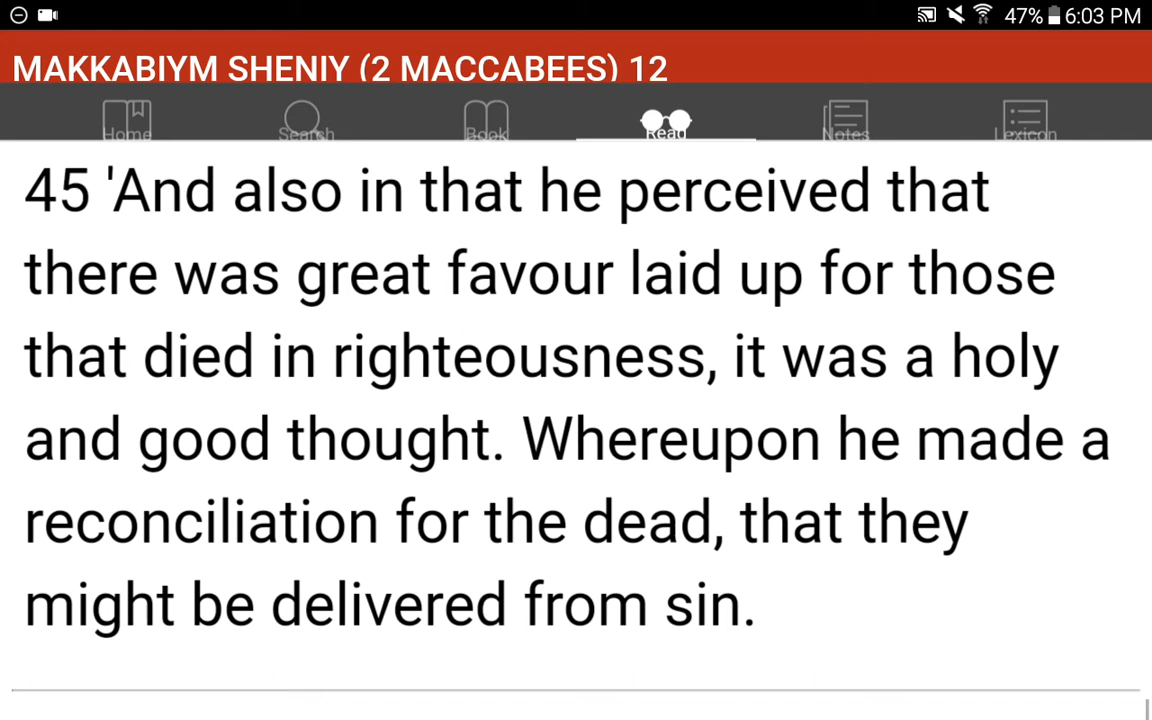 47% 6:03 PM
MAKKABIYM SHENIY (2 MACCABEES) 12
Home Search Book Read Notes Lexicon
45 'And also in that he perceived that
there was great favour laid up for those
that died in righteousness, it was a holy
and good thought. Whereupon he made a
reconciliation for the dead, that they
might be delivered from sin.